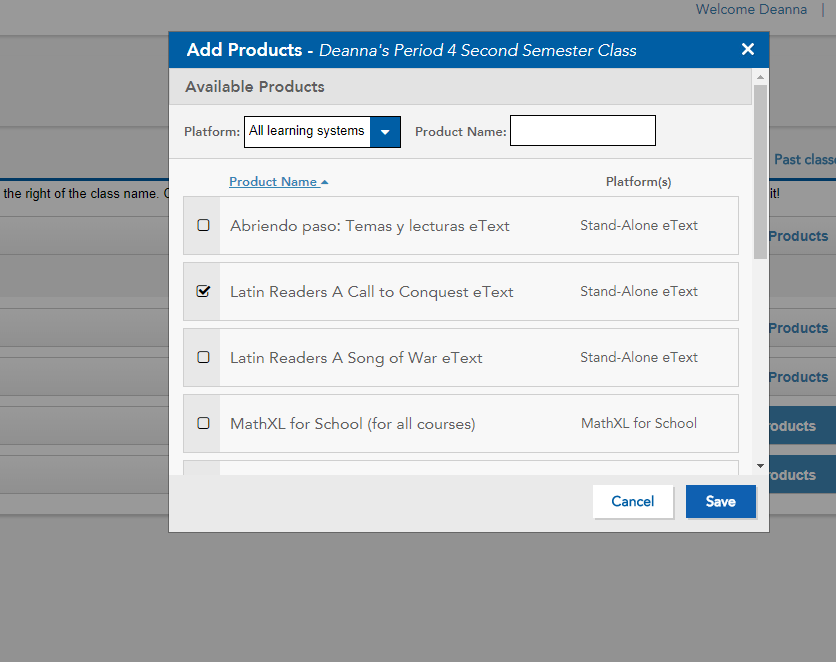 Welcome Deanna |
Add Products - Deanna's Period 4 Second Semester Class ×
Available Products
Platform: All learning systems Product Name:
Past class
the right of the class name. it!
Product Name Platform(s)
Abriendo paso: Temas y lecturas eText Stand-Alone eText
Products
Latin Readers A Call to Conquest eText Stand-Alone eText
Products
Latin Readers A Song of War eText Stand-Alone eText
Products
MathXL for School (for all courses) MathXL for School
roducts
roducts
Cancel Save